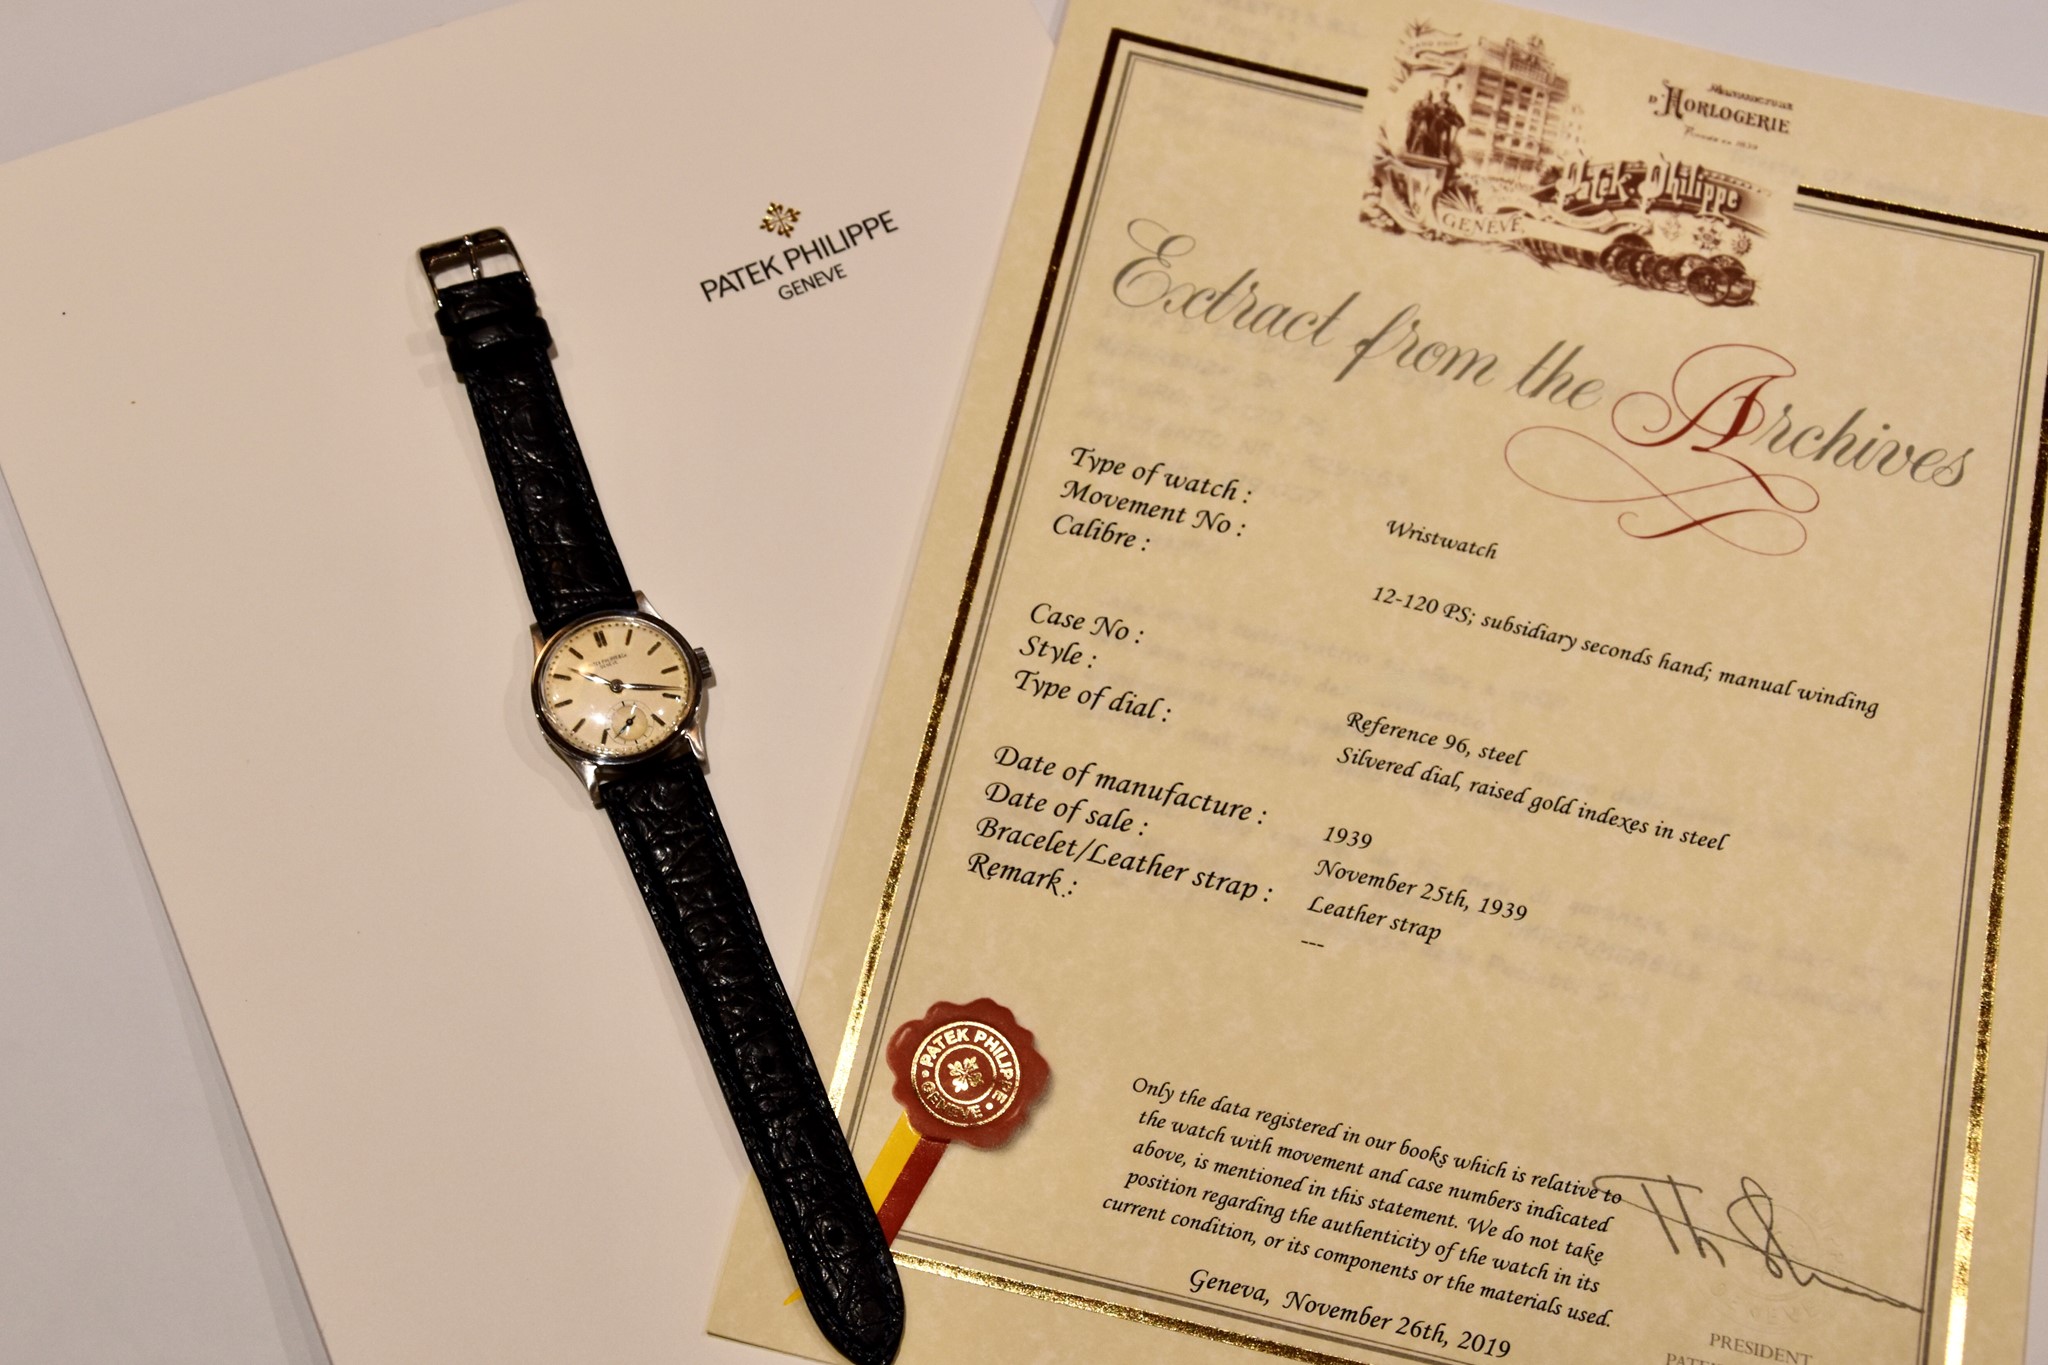 PATEK PHILIPPE
GENEVE
MANUFACTURE
D'HORLOGERIE
Fondée en 1839
Patek Philippe
GENÈVE
Extract from the Archives
Type of watch : Wristwatch
Movement No :
Calibre : 12-120 PS; subsidiary seconds hand; manual winding
Case No :
Style : Reference 96, steel
Type of dial : Silvered dial, raised gold indexes in steel
Date of manufacture : 1939
Date of sale : November 25th, 1939
Bracelet/Leather strap : Leather strap
Remark : ---
PATEK PHILIPPE
GENEVE
Only the data registered in our books which is relative to
the watch with movement and case numbers indicated
above, is mentioned in this statement. We do not take
position regarding the authenticity of the watch in its
current condition, or its components or the materials used.
Geneva, November 26th, 2019
PRESIDENT